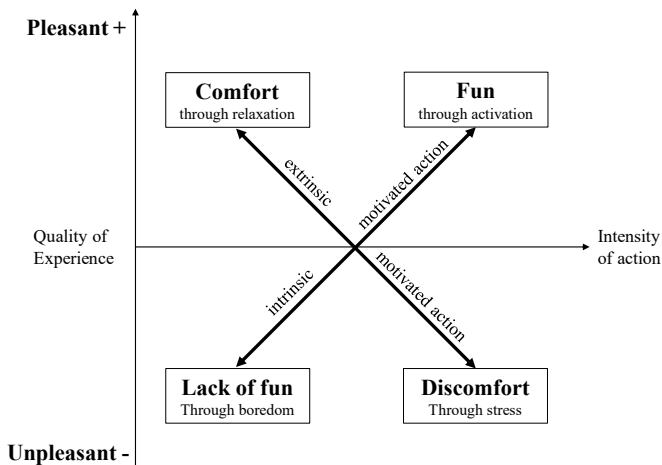 Pleasant +
Comfort
through relaxation
Fun
through activation
extrinsic
motivated action
Quality of
Experience
Intensity
of action
intrinsic
motivated action
Lack of fun
Through boredom
Discomfort
Through stress
Unpleasant -